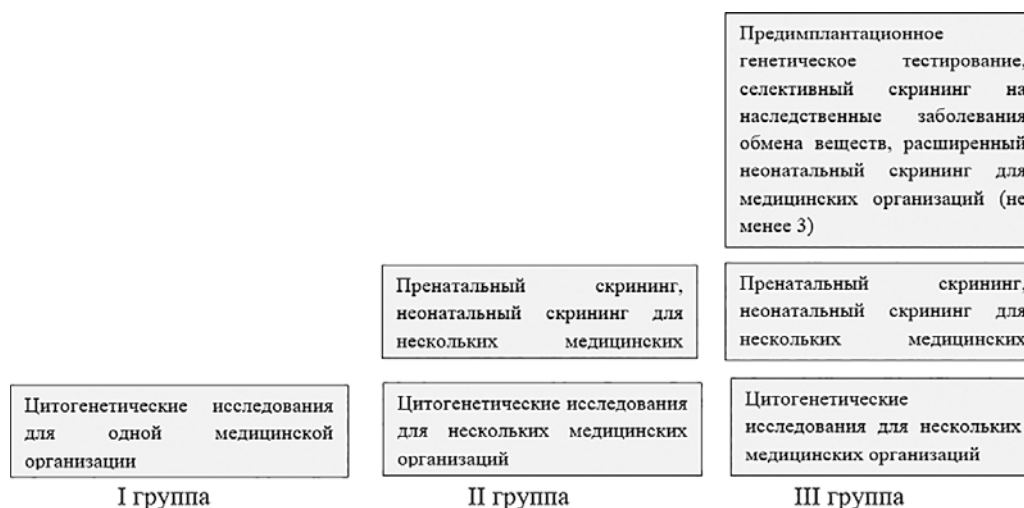 Предимплантационное
генетическое тестирование,
селективный скрининг на
наследственные заболевания
обмена веществ, расширенный
неонатальный скрининг для
медицинских организаций (не
менее 3)
Пренатальный скрининг,
неонатальный скрининг для
нескольких медицинских
Пренатальный скрининг,
неонатальный скрининг для
нескольких медицинских
Цитогенетические исследования
для одной медицинской
организации
Цитогенетические исследования
для нескольких медицинских
организаций
Цитогенетические
исследования для нескольких
медицинских организаций
I группа
II группа
III группа